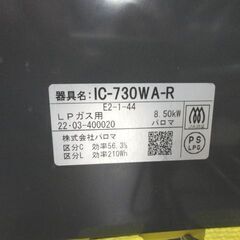 器具名:IC-730WA-R
E2-1-44
LPガス用 8.50kW
22-03-400020 パロマ
株式会社パロマ
区分C 効率56.3%
区分L 効率210Wh
PS
LPG